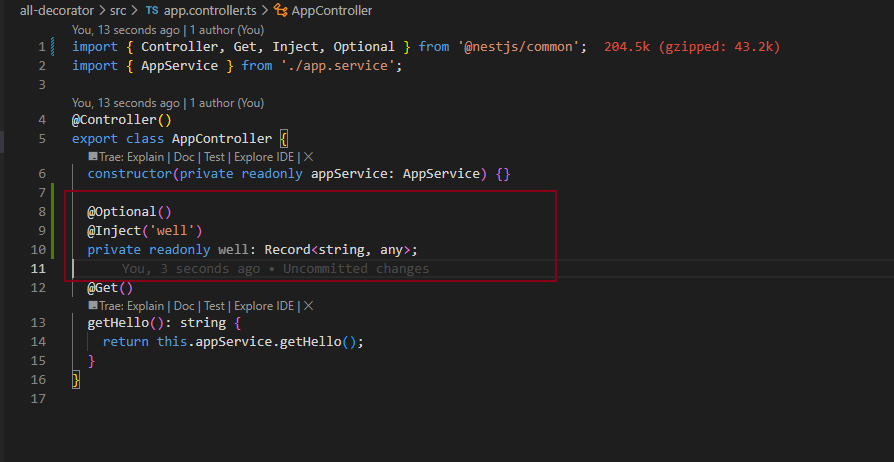 all-decorator > src > TS app.controller.ts > AppController
You, 13 seconds ago | 1 author (You)
1 import { Controller, Get, Inject, Optional } from '@nestjs/common'; 204.5k (gzipped: 43.2k)
2 import { AppService } from './app.service';
3
You, 13 seconds ago | 1 author (You)
4 @Controller()
5 export class AppController {
Trae: Explain | Doc | Test | Explore IDE | X
6 constructor(private readonly appService: AppService) {}
7
8 @Optional()
9 @Inject('well')
10 private readonly well: Record<string, any>;
11 You, 3 seconds ago • Uncommitted changes
12 @Get()
Trae: Explain | Doc | Test | Explore IDE | X
13 getHello(): string {
14 return this.appService.getHello();
15 }
16 }
17